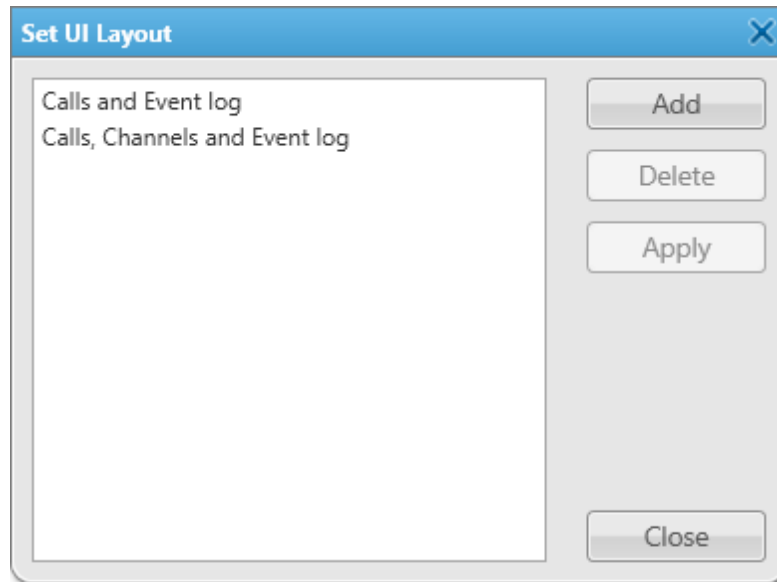 Set UI Layout
Calls and Event log
Calls, Channels and Event log
Add
Delete
Apply
Close